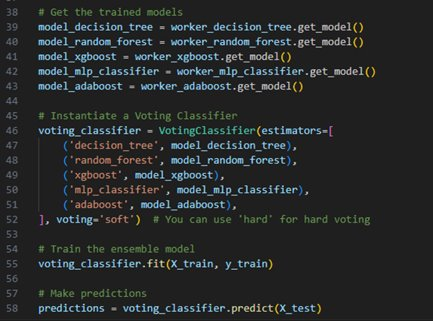 38 # Get the trained models
39 model_decision_tree = worker_decision_tree.get_model()
40 model_random_forest = worker_random_forest.get_model()
41 model_xgboost = worker_xgboost.get_model()
42 model_mlp_classifier = worker_mlp_classifier.get_model()
43 model_adaboost = worker_adaboost.get_model()
44
45 # Instantiate a Voting Classifier
46 voting_classifier = VotingClassifier(estimators=[
47     ('decision_tree', model_decision_tree),
48     ('random_forest', model_random_forest),
49     ('xgboost', model_xgboost),
50     ('mlp_classifier', model_mlp_classifier),
51     ('adaboost', model_adaboost),
52 ], voting='soft')  # You can use 'hard' for hard voting
53
54 # Train the ensemble model
55 voting_classifier.fit(X_train, y_train)
56
57 # Make predictions
58 predictions = voting_classifier.predict(X_test)